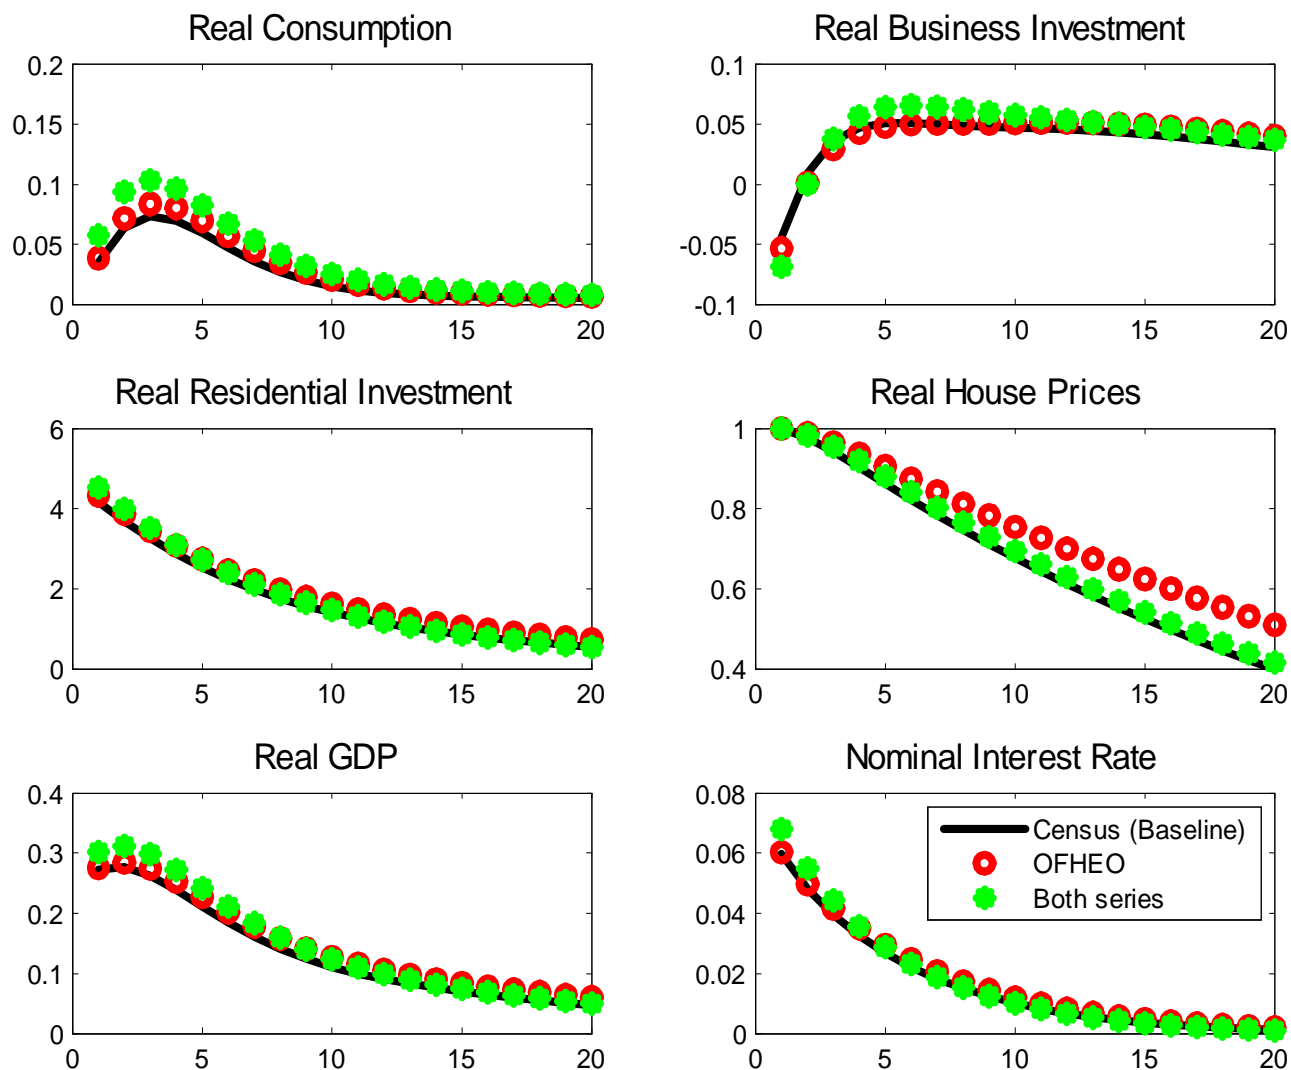 Real Consumption
0.2
0.15
0.1
0.05
0
0 5 10 15 20
Real Business Investment
0.1
0.05
0
-0.05
-0.1
0 5 10 15 20
Real Residential Investment
6
4
2
0
0 5 10 15 20
Real House Prices
1
0.8
0.6
0.4
0 5 10 15 20
Real GDP
0.4
0.3
0.2
0.1
0
0 5 10 15 20
Nominal Interest Rate
0.08
0.06
0.04
0.02
0
0 5 10 15 20
Census (Baseline)
OFHEO
Both series